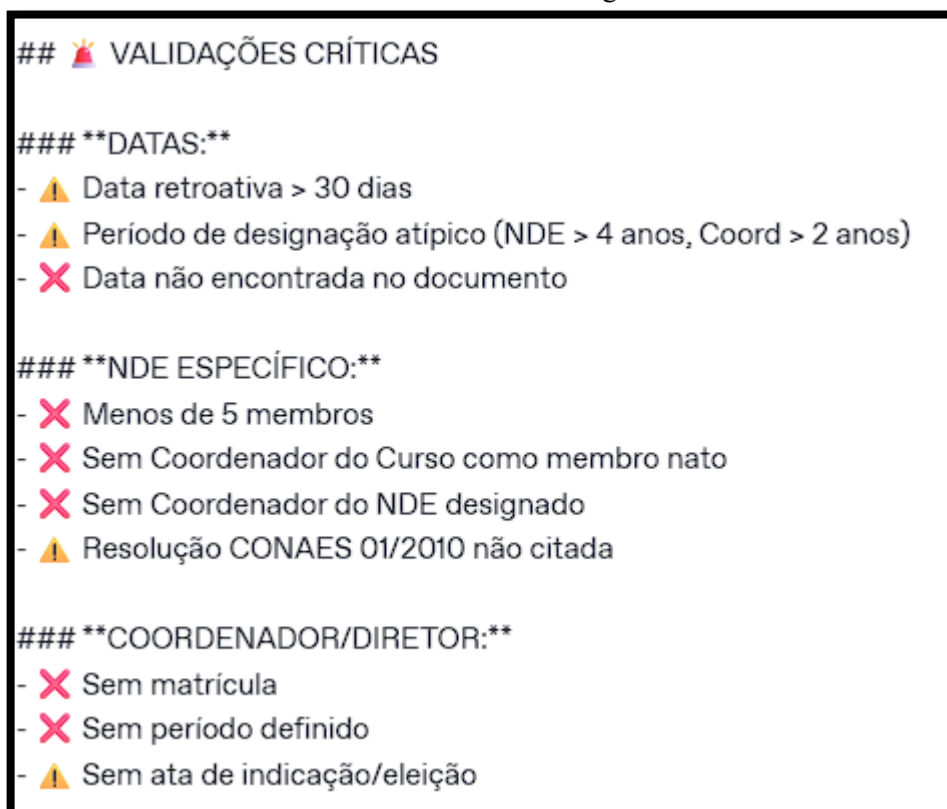 ## 🚨 VALIDAÇÕES CRÍTICAS
### **DATAS:**
- ⚠️ Data retroativa > 30 dias
- ⚠️ Período de designação atípico (NDE > 4 anos, Coord > 2 anos)
- ❌ Data não encontrada no documento
### **NDE ESPECÍFICO:**
- ❌ Menos de 5 membros
- ❌ Sem Coordenador do Curso como membro nato
- ❌ Sem Coordenador do NDE designado
- ⚠️ Resolução CONAES 01/2010 não citada
### **COORDENADOR/DIRETOR:**
- ❌ Sem matrícula
- ❌ Sem período definido
- ⚠️ Sem ata de indicação/eleição